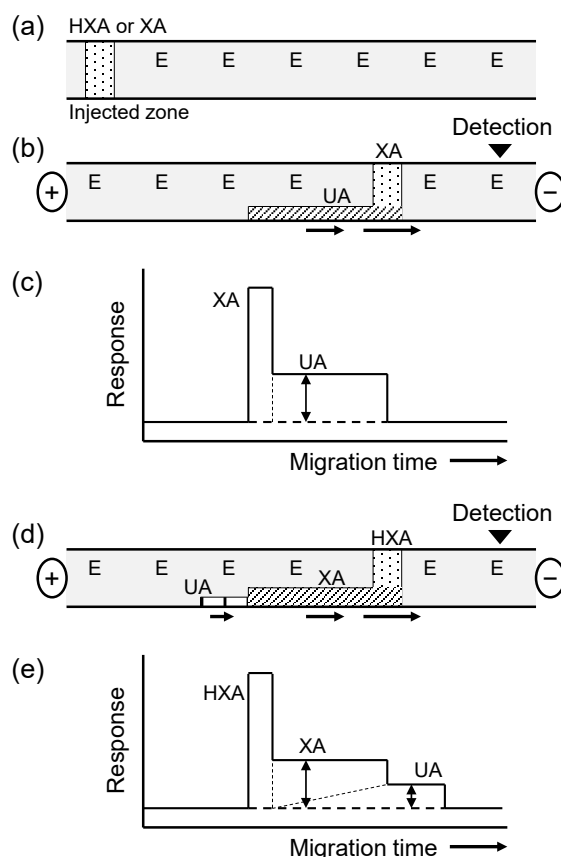 (a)
HXA or XA
E E E E E E
Injected zone
Detection
(b)
XA
+ E E E E E E −
UA
(c)
XA
UA
Response
Migration time
Detection
(d)
HXA
+ E E E E E E −
UA XA
(e)
HXA
XA
UA
Response
Migration time